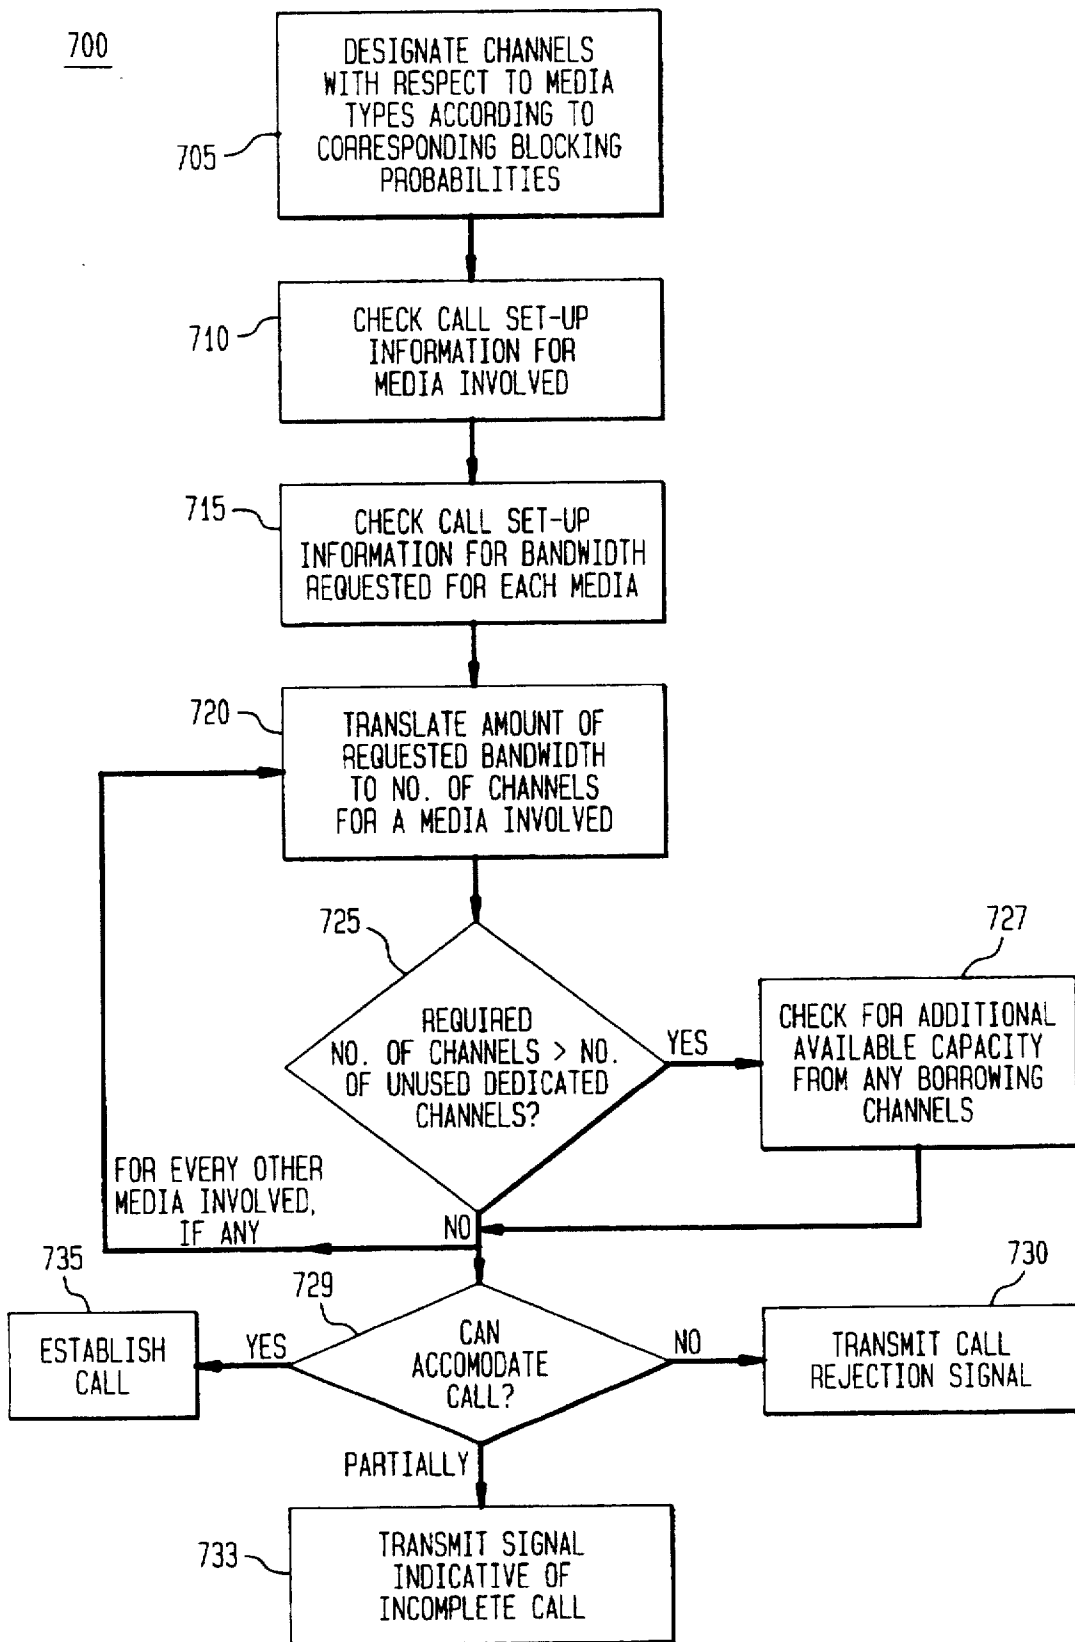 700
DESIGNATE CHANNELS
WITH RESPECT TO MEDIA
TYPES ACCORDING TO
CORRESPONDING BLOCKING
PROBABILITIES
705
710
CHECK CALL SET-UP
INFORMATION FOR
MEDIA INVOLVED
715
CHECK CALL SET-UP
INFORMATION FOR BANDWIDTH
REQUESTED FOR EACH MEDIA
720
TRANSLATE AMOUNT OF
REQUESTED BANDWIDTH
TO NO. OF CHANNELS
FOR A MEDIA INVOLVED
725
REQUIRED
NO. OF CHANNELS > NO.
OF UNUSED DEDICATED
CHANNELS?
YES
727
CHECK FOR ADDITIONAL
AVAILABLE CAPACITY
FROM ANY BORROWING
CHANNELS
FOR EVERY OTHER
MEDIA INVOLVED,
IF ANY
NO
729
CAN
ACCOMODATE
CALL?
YES
735
ESTABLISH
CALL
NO
730
TRANSMIT CALL
REJECTION SIGNAL
PARTIALLY
733
TRANSMIT SIGNAL
INDICATIVE OF
INCOMPLETE CALL